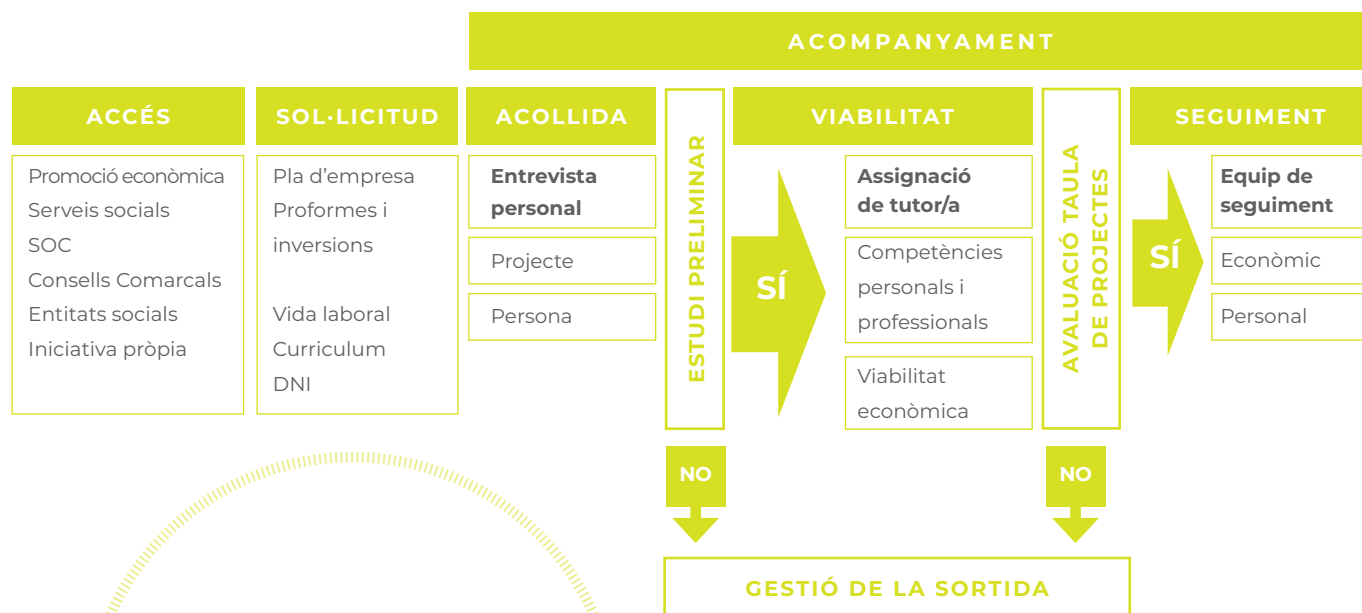 ACOMPANYAMENT
ACCÉS
Promoció econòmica
Serveis socials
SOC
Consells Comarcals
Entitats socials
Iniciativa pròpia
SOL·LICITUD
Pla d’empresa
Proformes i
inversions
Vida laboral
Curriculum
DNI
ACOLLIDA
Entrevista
personal
Projecte
Persona
ESTUDI PRELIMINAR
SÍ
NO
VIABILITAT
Assignació
de tutor/a
Competències
personals i
professionals
Viabilitat
econòmica
AVALUACIÓ TAULA
DE PROJECTES
SÍ
NO
SEGUIMENT
Equip de
seguiment
Econòmic
Personal
GESTIÓ DE LA SORTIDA